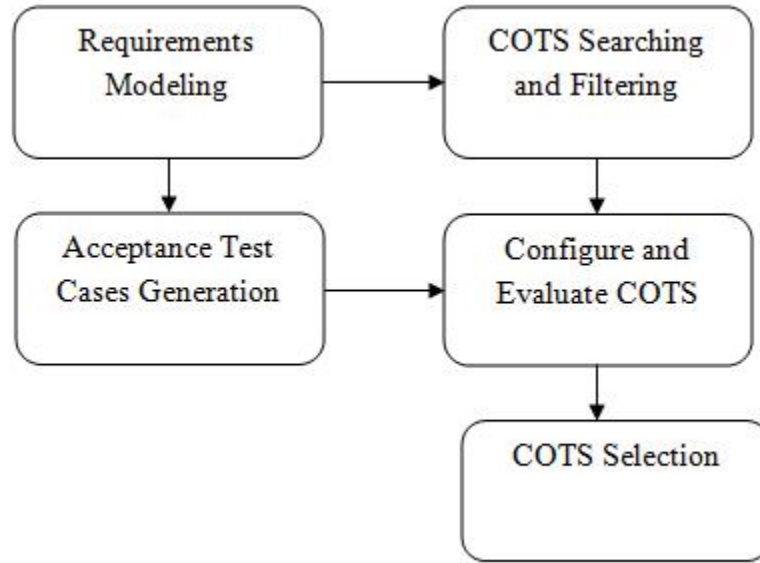 Requirements
Modeling
COTS Searching
and Filtering
Acceptance Test
Cases Generation
Configure and
Evaluate COTS
COTS Selection